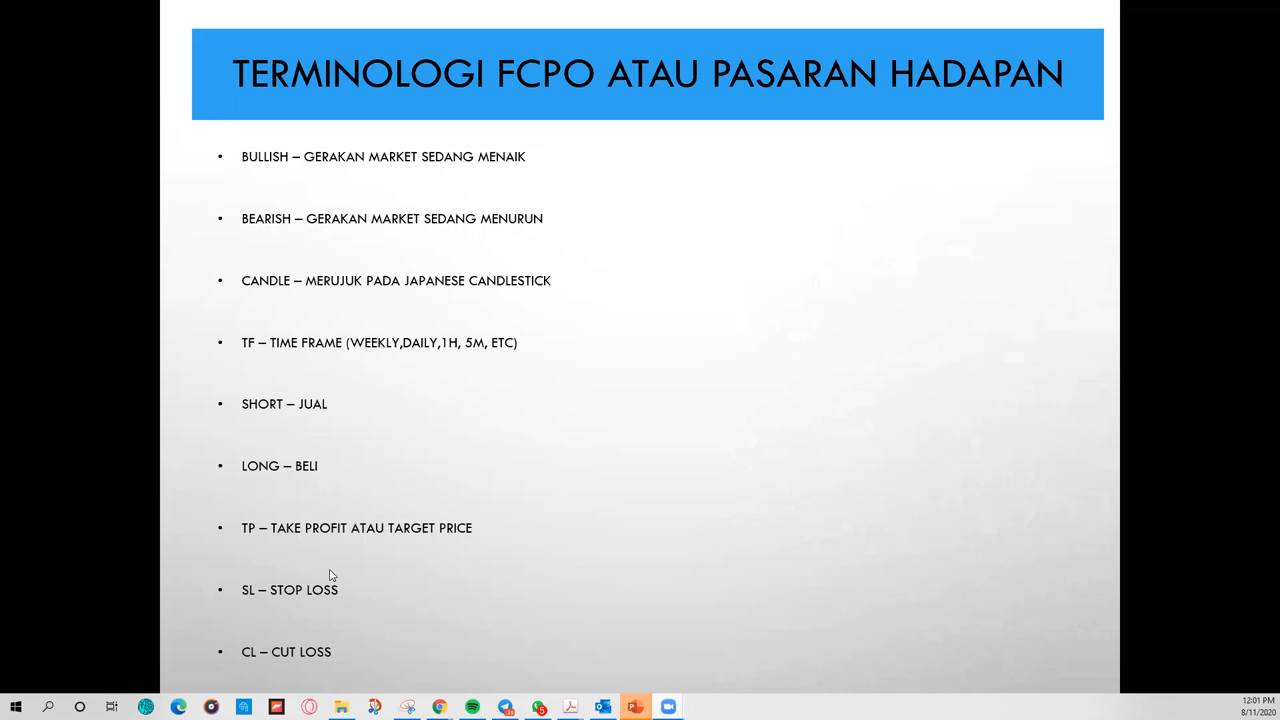 TERMINOLOGI FCPO ATAU PASARAN HADAPAN
• BULLISH – GERAKAN MARKET SEDANG MENAIK
• BEARISH – GERAKAN MARKET SEDANG MENURUN
• CANDLE – MERUJUK PADA JAPANESE CANDLESTICK
• TF – TIME FRAME (WEEKLY,DAILY,1H, 5M, ETC)
• SHORT – JUAL
• LONG – BELI
• TP – TAKE PROFIT ATAU TARGET PRICE
• SL – STOP LOSS
• CL – CUT LOSS
12:01 PM
8/11/2020